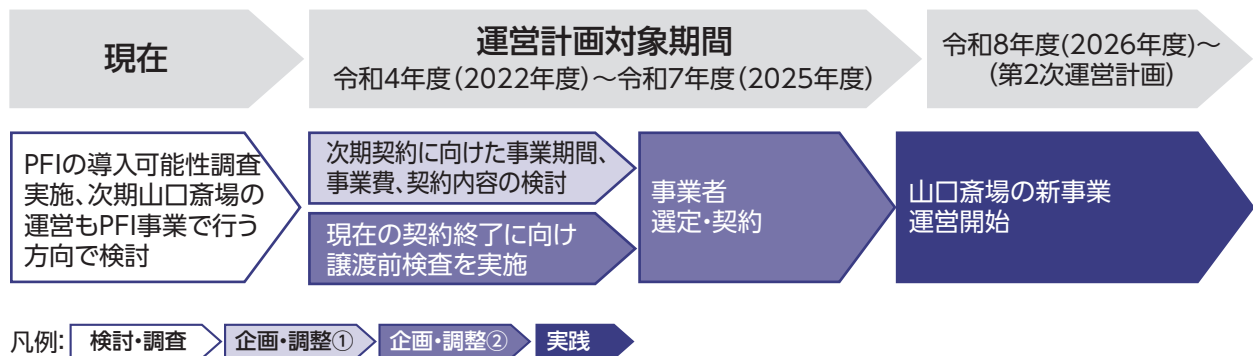 現在
運営計画対象期間
令和4年度(2022年度)～令和7年度(2025年度)
令和8年度(2026年度)～
(第2次運営計画)
PFIの導入可能性調査
実施、次期山口斎場の
運営もPFI事業で行う
方向で検討
次期契約に向けた事業期間、
事業費、契約内容の検討
現在の契約終了に向け
譲渡前検査を実施
事業者
選定・契約
山口斎場の新事業
運営開始
凡例: 検討・調査 企画・調整① 企画・調整② 実践